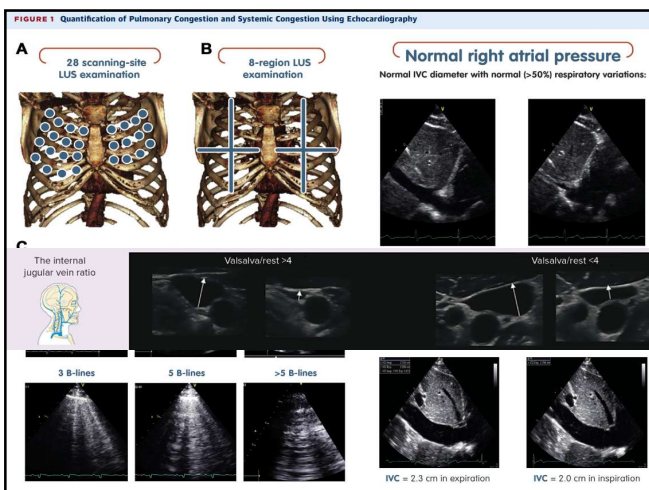 FIGURE 1 Quantification of Pulmonary Congestion and Systemic Congestion Using Echocardiography
A
28 scanning-site
LUS examination
B
8-region LUS
examination
Normal right atrial pressure
Normal IVC diameter with normal (>50%) respiratory variations:
C
The internal
jugular vein ratio
Valsalva/rest >4
Valsalva/rest <4
3 B-lines
5 B-lines
>5 B-lines
IVC = 2.3 cm in expiration
IVC = 2.0 cm in inspiration